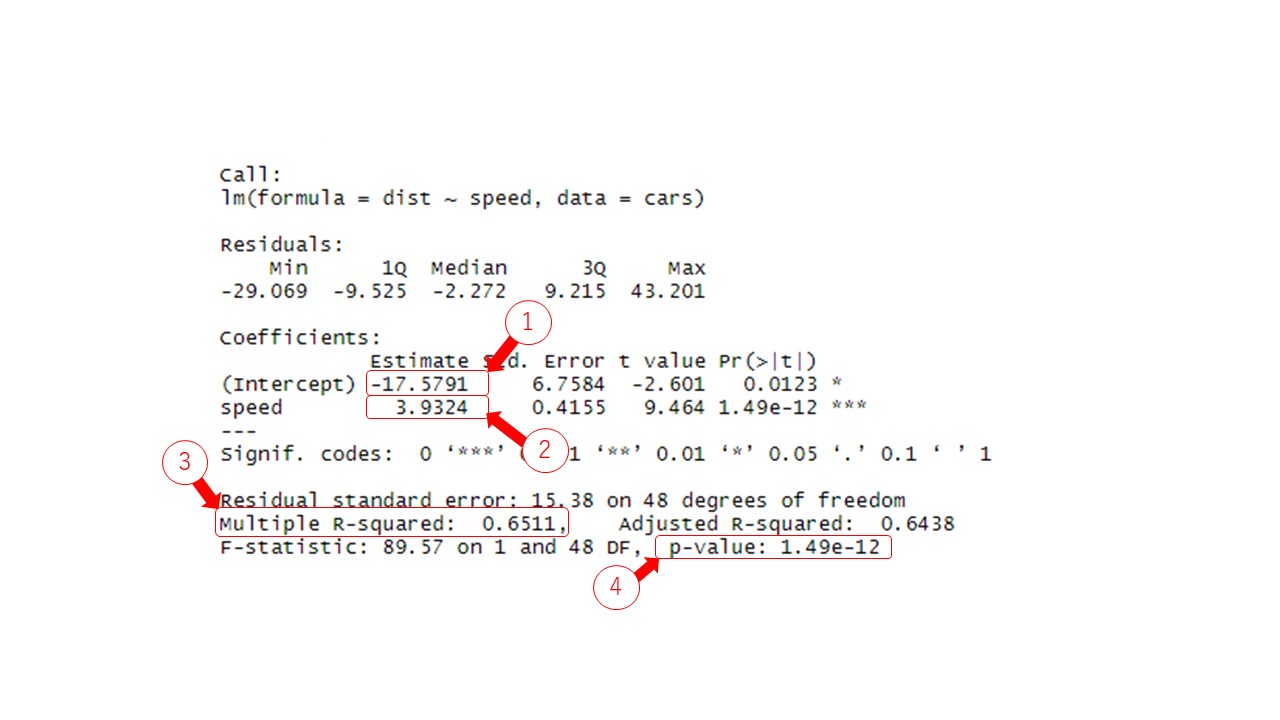 Call:
lm(formula = dist ~ speed, data = cars)
Residuals:
Min 1Q Median 3Q Max
-29.069 -9.525 -2.272 9.215 43.201
1
Coefficients:
Estimate Std. Error t value Pr(>|t|)
(Intercept) -17.5791 6.7584 -2.601 0.0123 *
speed 3.9324 0.4155 9.464 1.49e-12 ***
---
2
3
Signif. codes: 0 ‘***’ 1 ‘**’ 0.01 ‘*’ 0.05 ‘.’ 0.1 ‘ ’ 1
Residual standard error: 15.38 on 48 degrees of freedom
Multiple R-squared: 0.6511, Adjusted R-squared: 0.6438
F-statistic: 89.57 on 1 and 48 DF, p-value: 1.49e-12
4